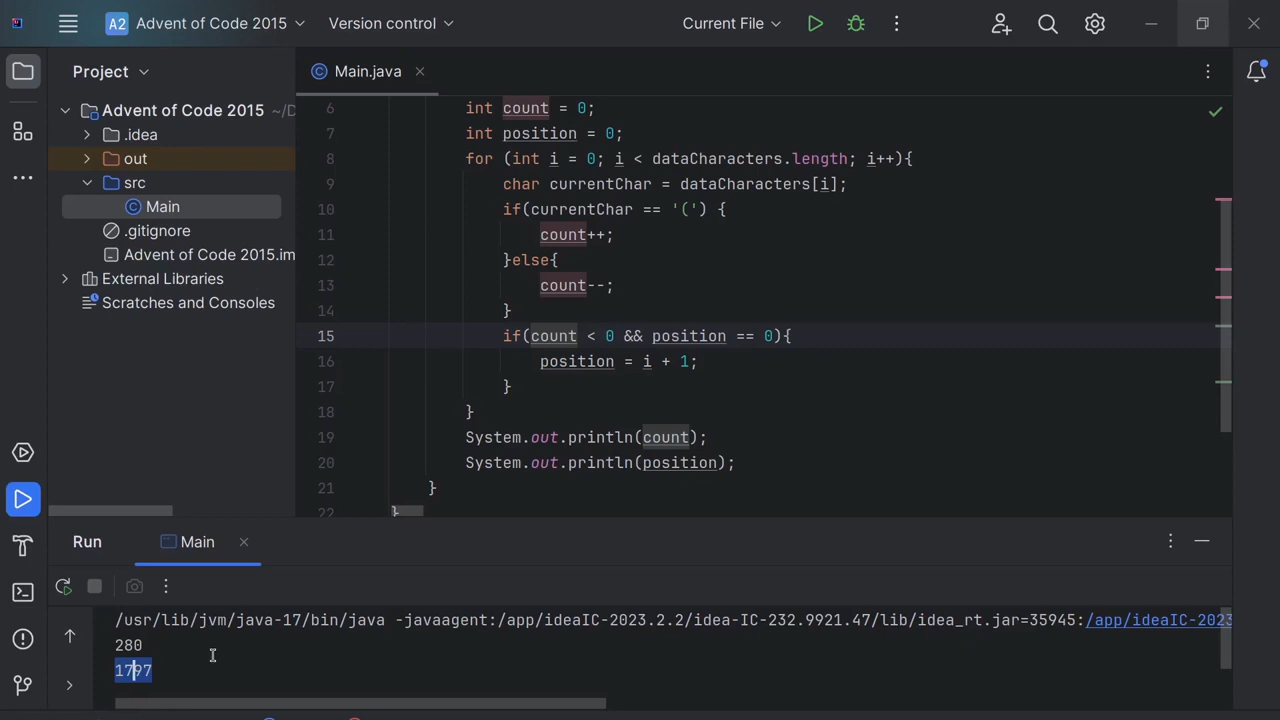 A2 Advent of Code 2015 Version control Current File
Project Main.java
Advent of Code 2015 ~/D
.idea
out
src
Main
.gitignore
Advent of Code 2015.im
External Libraries
Scratches and Consoles
6 int count = 0;
7 int position = 0;
8 for (int i = 0; i < dataCharacters.length; i++){
9 char currentChar = dataCharacters[i];
10 if(currentChar == '(') {
11 count++;
12 }else{
13 count--;
14 }
15 if(count < 0 && position == 0){
16 position = i + 1;
17 }
18 }
19 System.out.println(count);
20 System.out.println(position);
21 }
22 }
Run Main
/usr/lib/jvm/java-17/bin/java -javaagent:/app/ideaIC-2023.2.2/idea-IC-232.9921.47/lib/idea_rt.jar=35945:/app/ideaIC-2023
280
1797